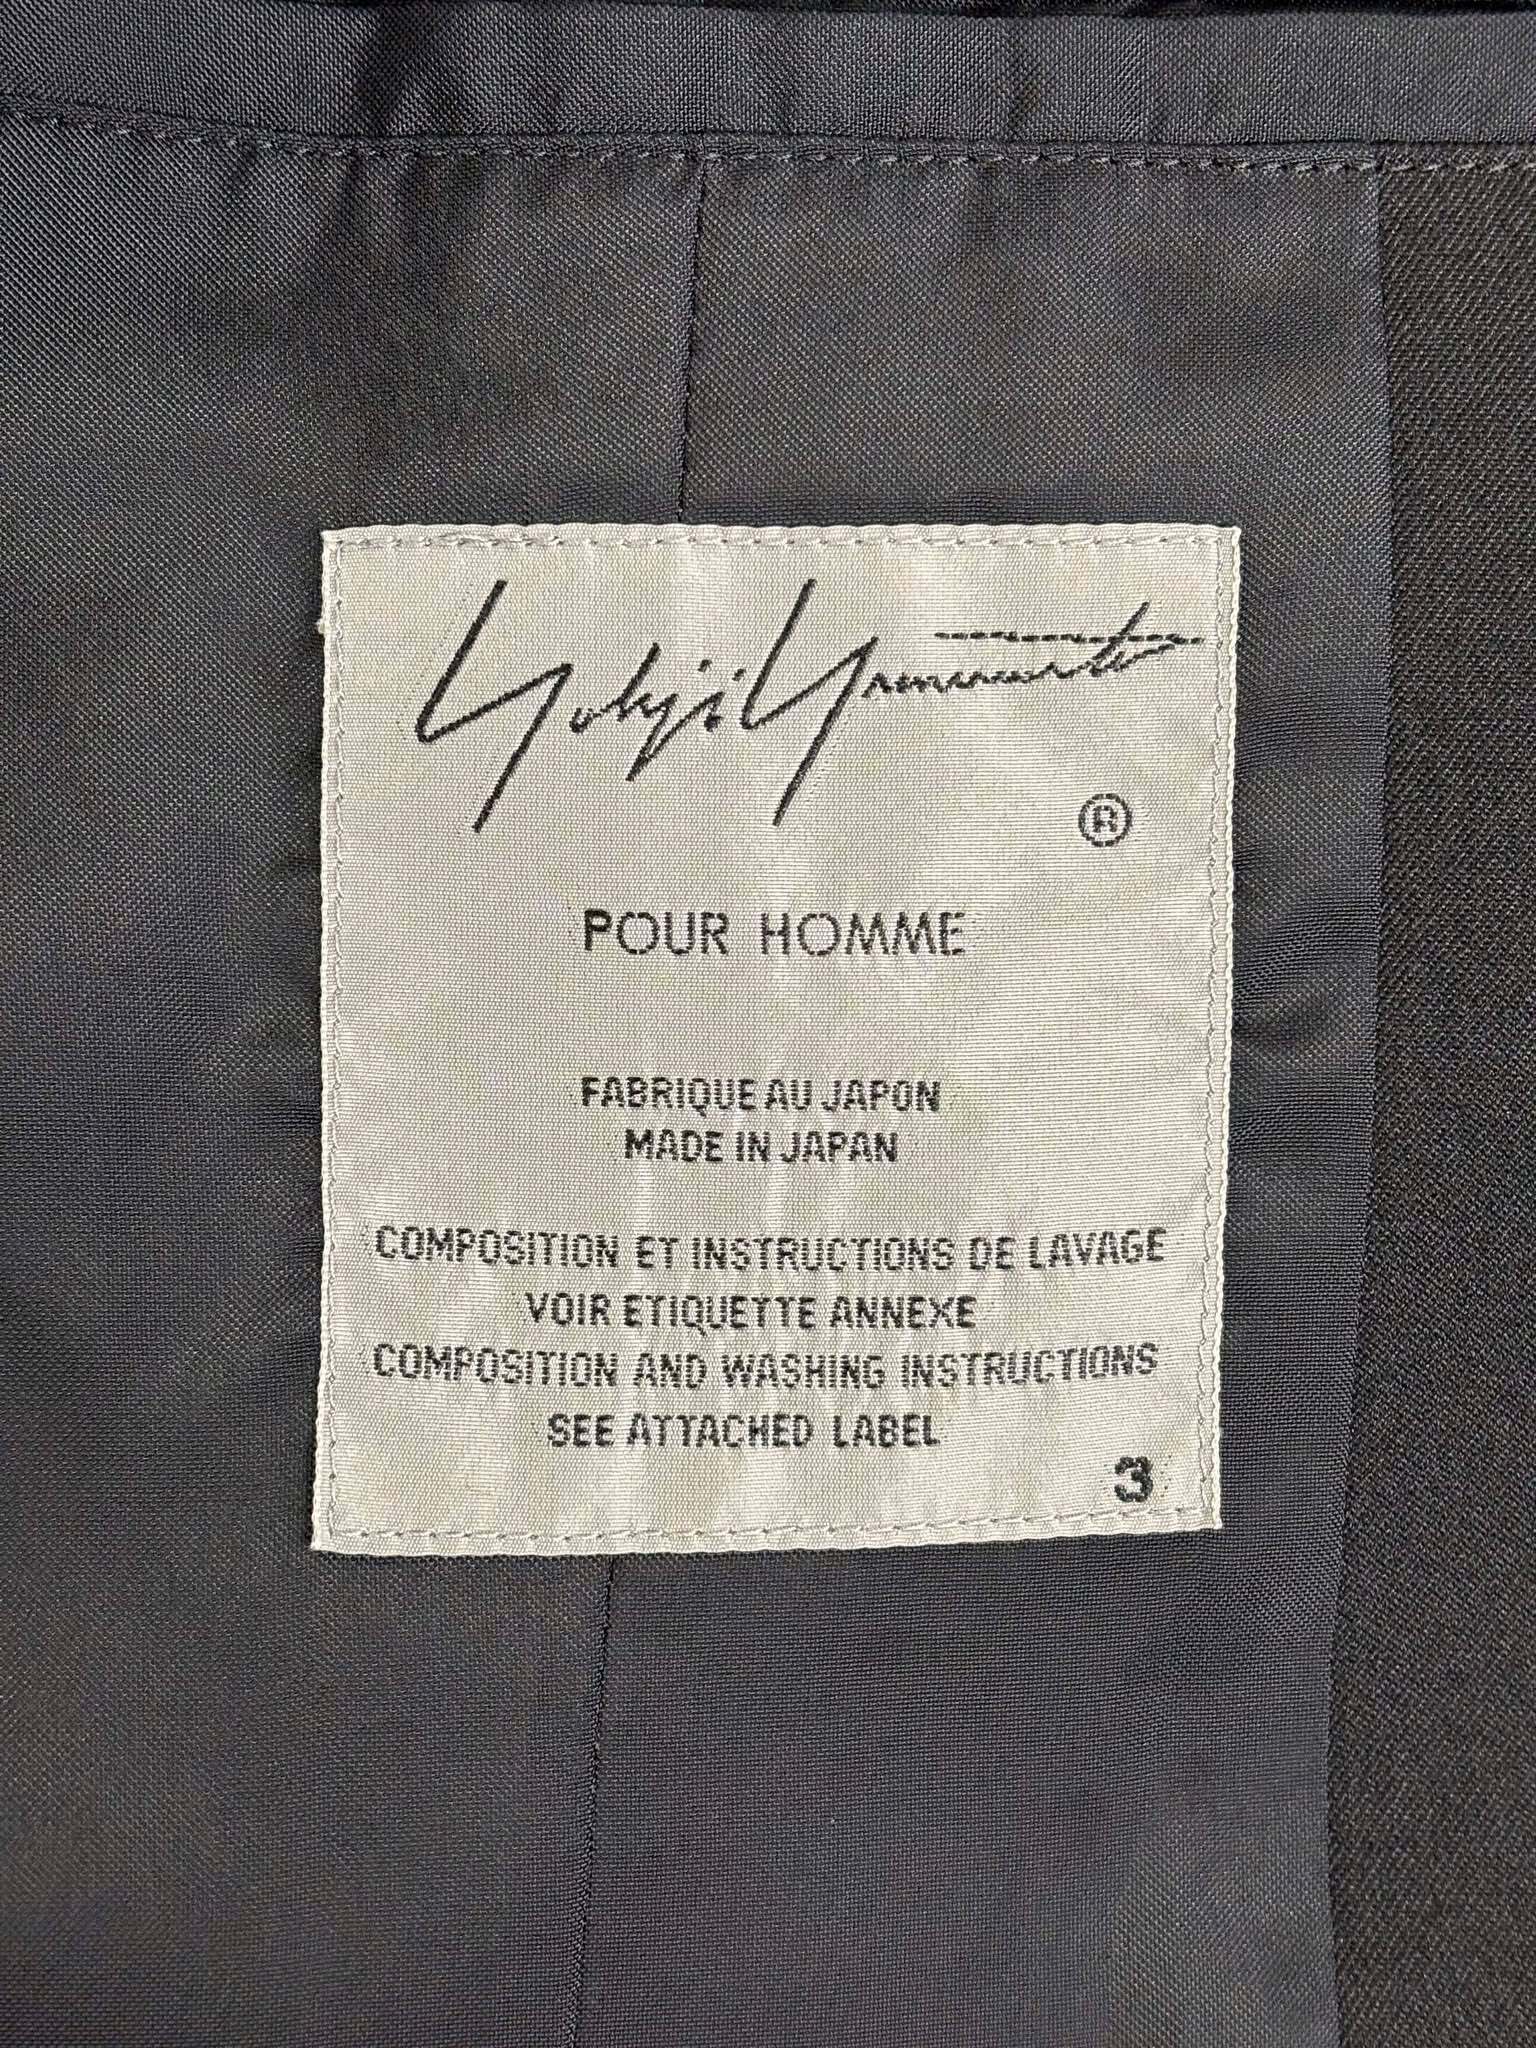 Yohji Yamamoto
®
POUR HOMME
FABRIQUE AU JAPON
MADE IN JAPAN
COMPOSITION ET INSTRUCTIONS DE LAVAGE
VOIR ETIQUETTE ANNEXE
COMPOSITION AND WASHING INSTRUCTIONS
SEE ATTACHED LABEL
3